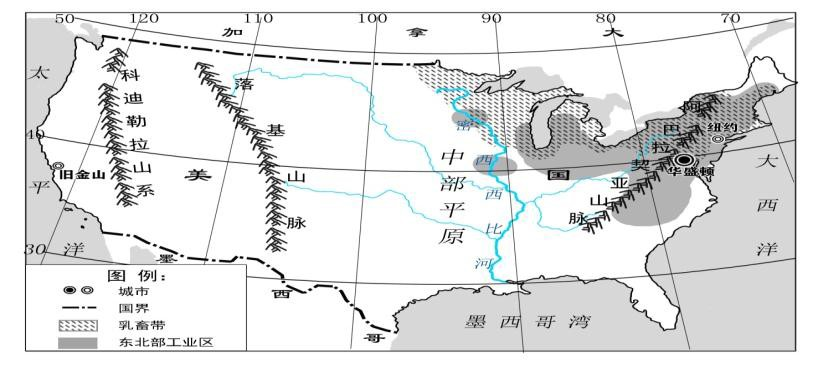 50 120 110 100 90 80 70
加 拿 大
太 平 洋
40
30
科迪勒拉山系
落基山脉
旧金山
美 国
中部平原
密西西比河
阿巴拉契亚山脉
纽约
华盛顿
大西洋
墨西哥湾
墨 西 哥
图 例：
城市
国界
乳畜带
东北部工业区